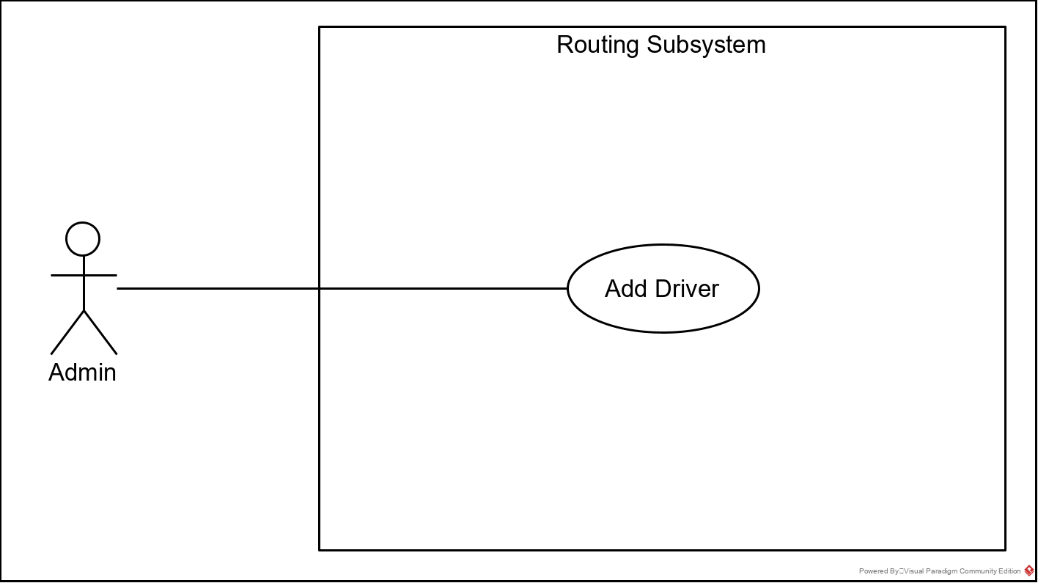 Routing Subsystem
Add Driver
Admin
Powered By Visual Paradigm Community Edition